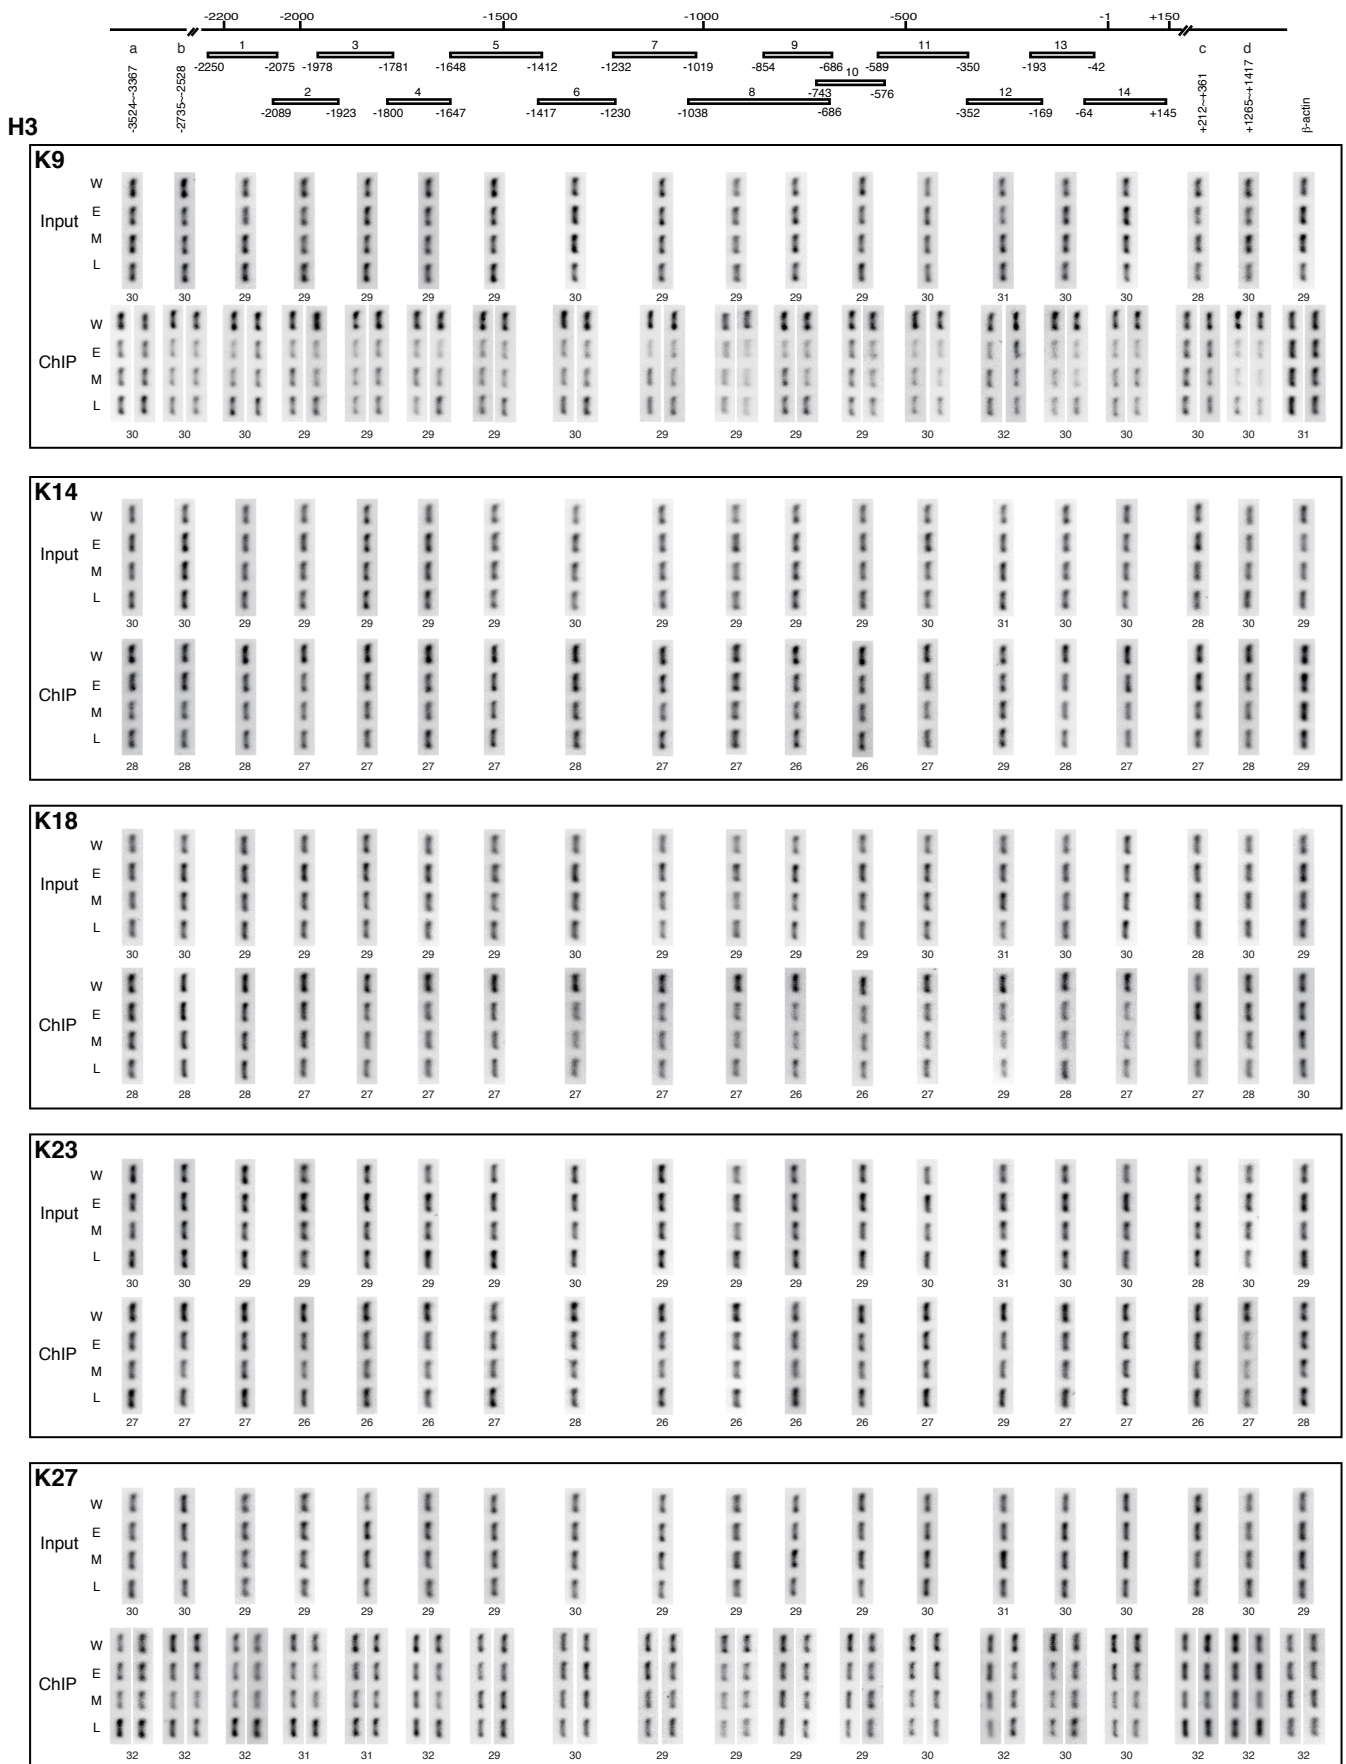 -2200 -2000 -1500 -1000 -500 -1 +150
a b 1 3 5 7 9 11 13 c d
-2250 -2075 -1978 -1781 -1648 -1412 -1232 -1019 -854 -686 -589 -350 -193 -42
10
-743 -576
2 4 6 8 12 14
-2089 -1923 -1800 -1647 -1417 -1230 -1038 -686 -352 -169 -64 +145
-3524~-3367 -2735~-2528 +212~+361 +1265~+1417 β-actin
H3
K9
W
E
Input
M
L
30 30 29 29 29 29 29 30 29 29 29 29 30 31 30 30 28 30 29
W
E
ChIP
M
L
30 30 30 29 29 29 29 30 29 29 29 29 30 32 30 30 30 30 31
K14
W
E
Input
M
L
30 30 29 29 29 29 29 30 29 29 29 29 30 31 30 30 28 30 29
W
E
ChIP
M
L
28 28 28 27 27 27 27 28 27 27 26 26 27 29 28 27 27 28 29
K18
W
E
Input
M
L
30 30 29 29 29 29 29 30 29 29 29 29 30 31 30 30 28 30 29
W
E
ChIP
M
L
28 28 28 27 27 27 27 27 27 27 26 26 27 29 28 27 27 28 30
K23
W
E
Input
M
L
30 30 29 29 29 29 29 30 29 29 29 29 30 31 30 30 28 30 29
W
E
ChIP
M
L
27 27 27 26 26 26 27 28 26 26 26 26 27 29 27 27 26 27 28
K27
W
E
Input
M
L
30 30 29 29 29 29 29 30 29 29 29 29 30 31 30 30 28 30 29
W
E
ChIP
M
L
32 32 32 31 31 32 29 30 29 29 29 29 30 32 30 30 32 32 32